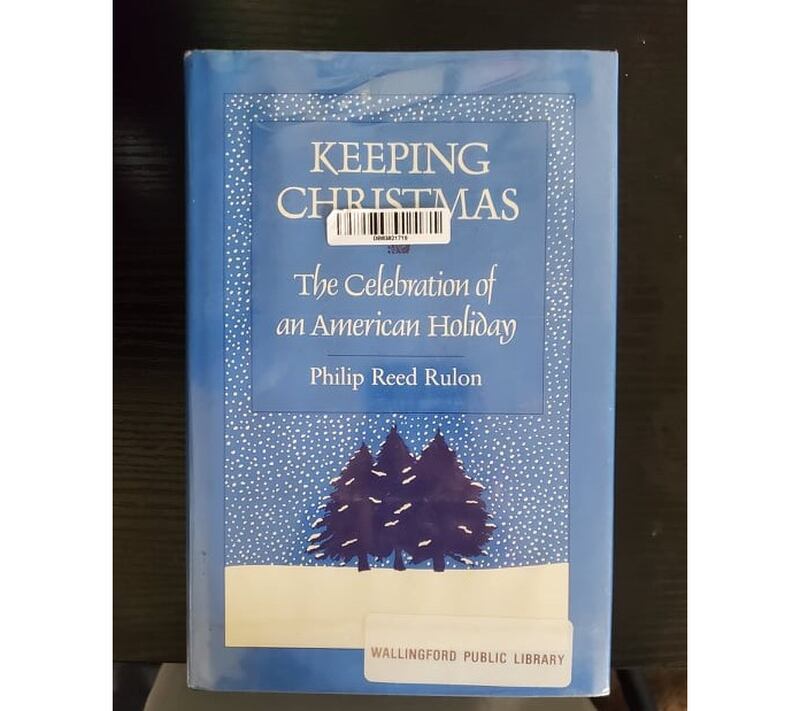 KEEPING
CHRISTMAS
The Celebration of
an American Holiday
Philip Reed Rulon
WALLINGFORD PUBLIC LIBRARY